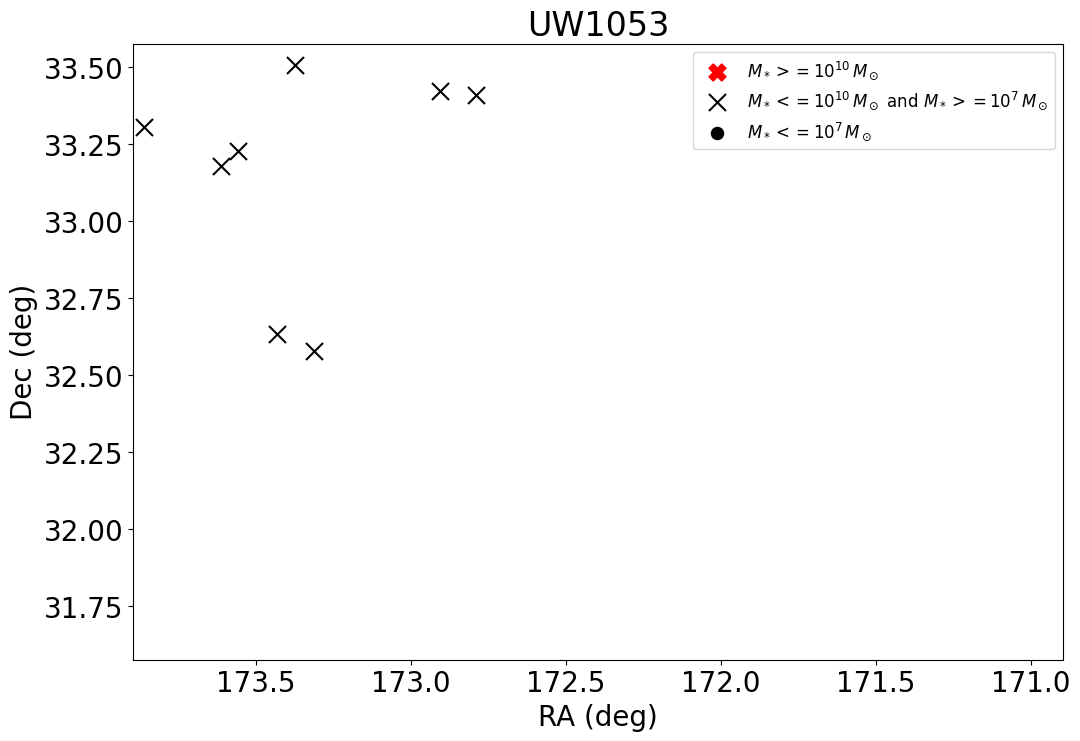 UW1053
M* >= 10^10 M⊙
M* <= 10^10 M⊙ and M* >= 10^7 M⊙
M* <= 10^7 M⊙
33.50
33.25
33.00
32.75
32.50
32.25
32.00
31.75
Dec (deg)
173.5 173.0 172.5 172.0 171.5 171.0
RA (deg)